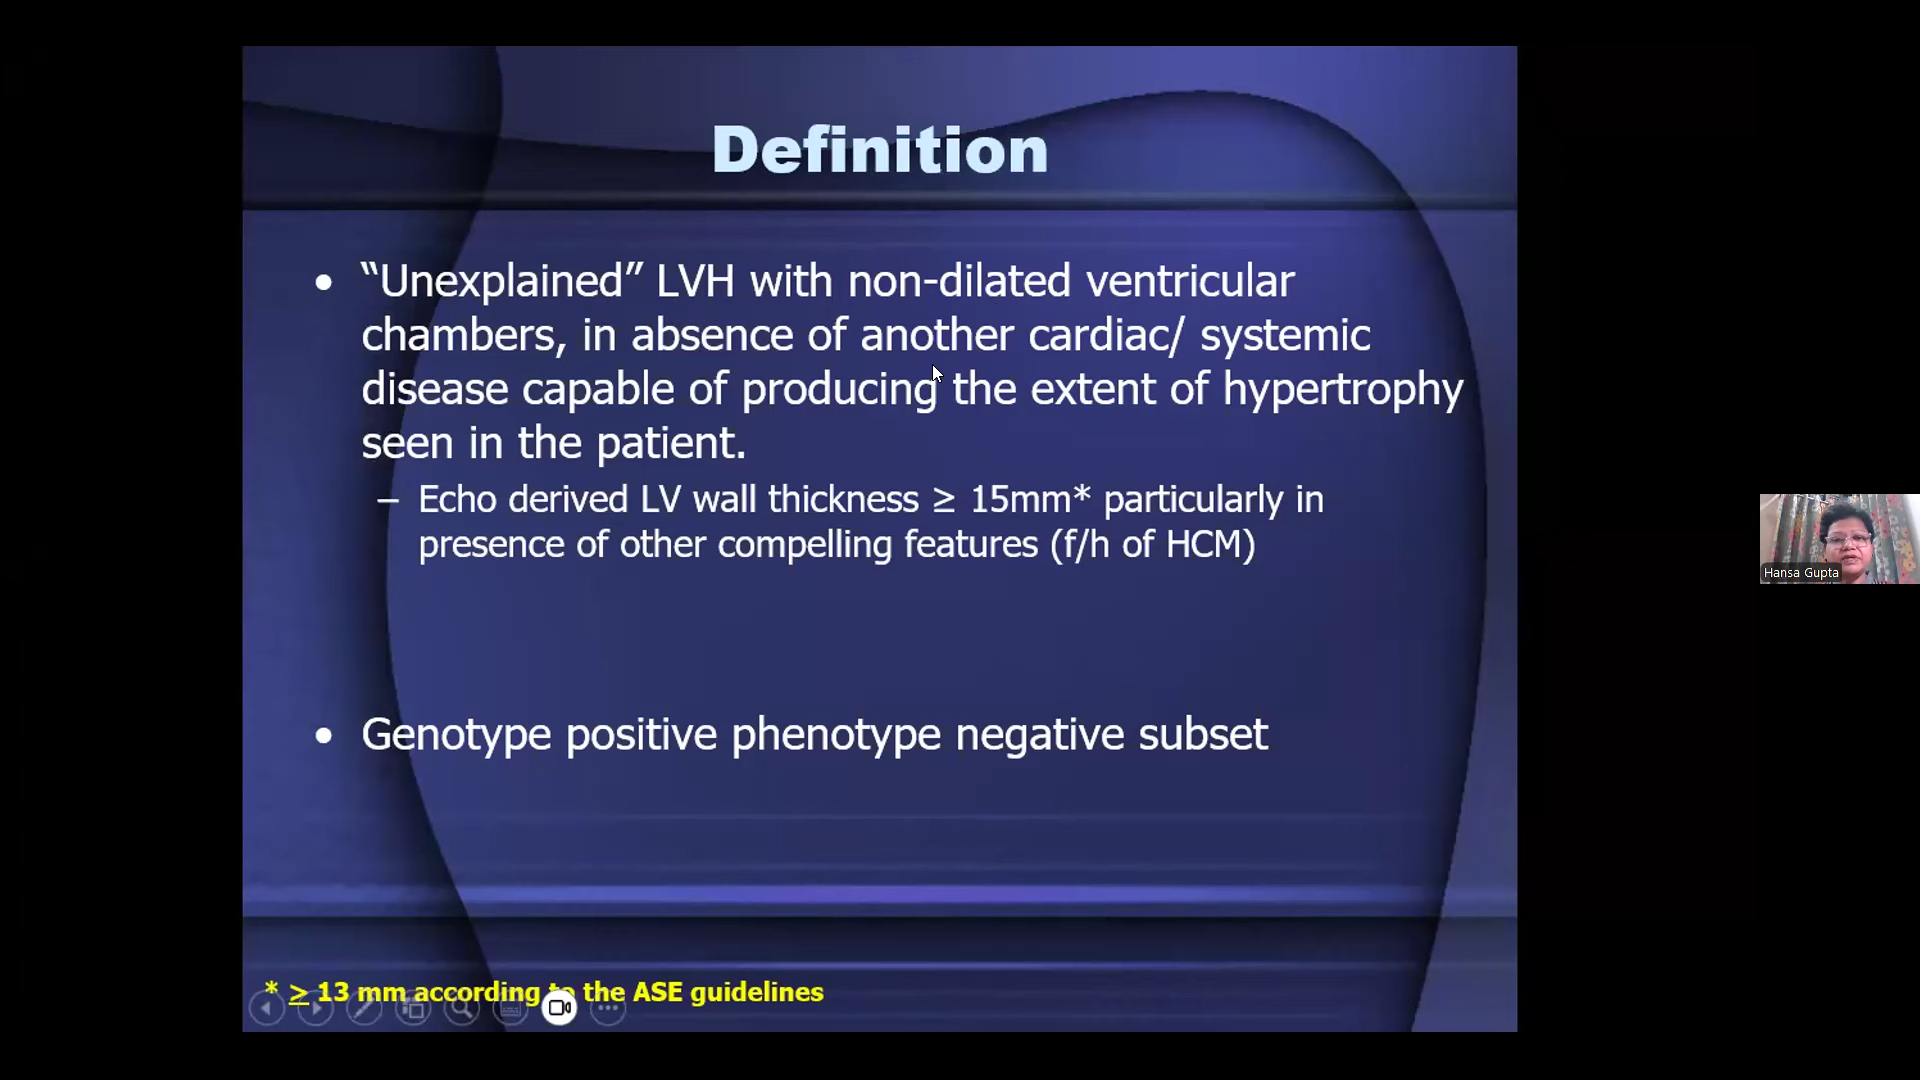 Definition
• “Unexplained” LVH with non-dilated ventricular
chambers, in absence of another cardiac/ systemic
disease capable of producing the extent of hypertrophy
seen in the patient.
– Echo derived LV wall thickness ≥ 15mm* particularly in
presence of other compelling features (f/h of HCM)
• Genotype positive phenotype negative subset
* ≥ 13 mm according to the ASE guidelines
Hansa Gupta